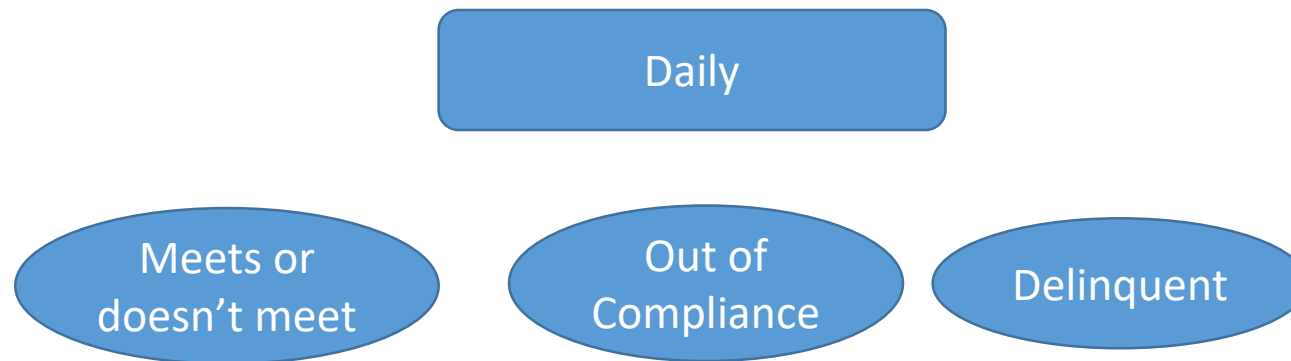 Daily
Meets or
doesn’t meet
Out of
Compliance
Delinquent